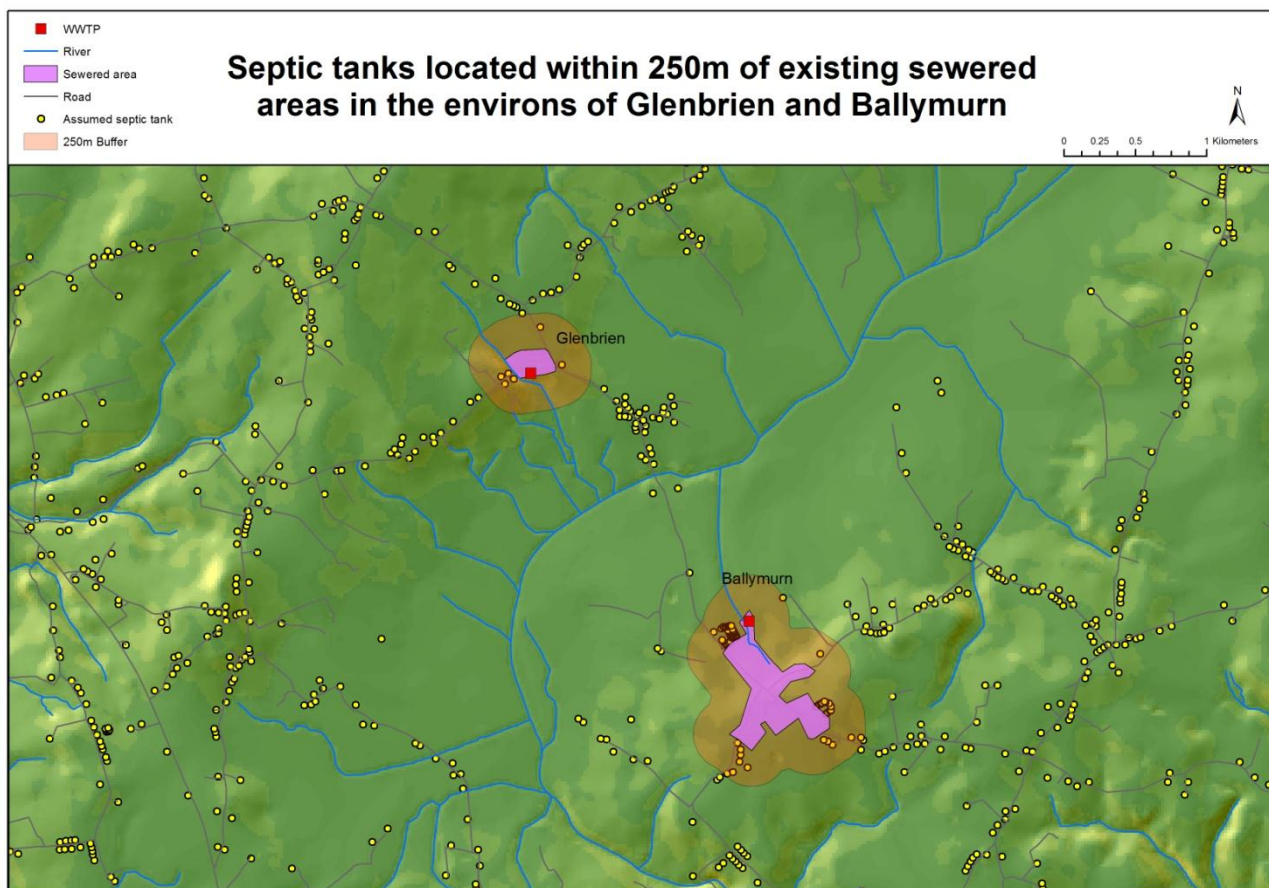 WWTP
River
Sewered area
Road
Assumed septic tank
250m Buffer
Septic tanks located within 250m of existing sewered
areas in the environs of Glenbrien and Ballymurn
N
0 0.25 0.5 1 Kilometers
Glenbrien
Ballymurn